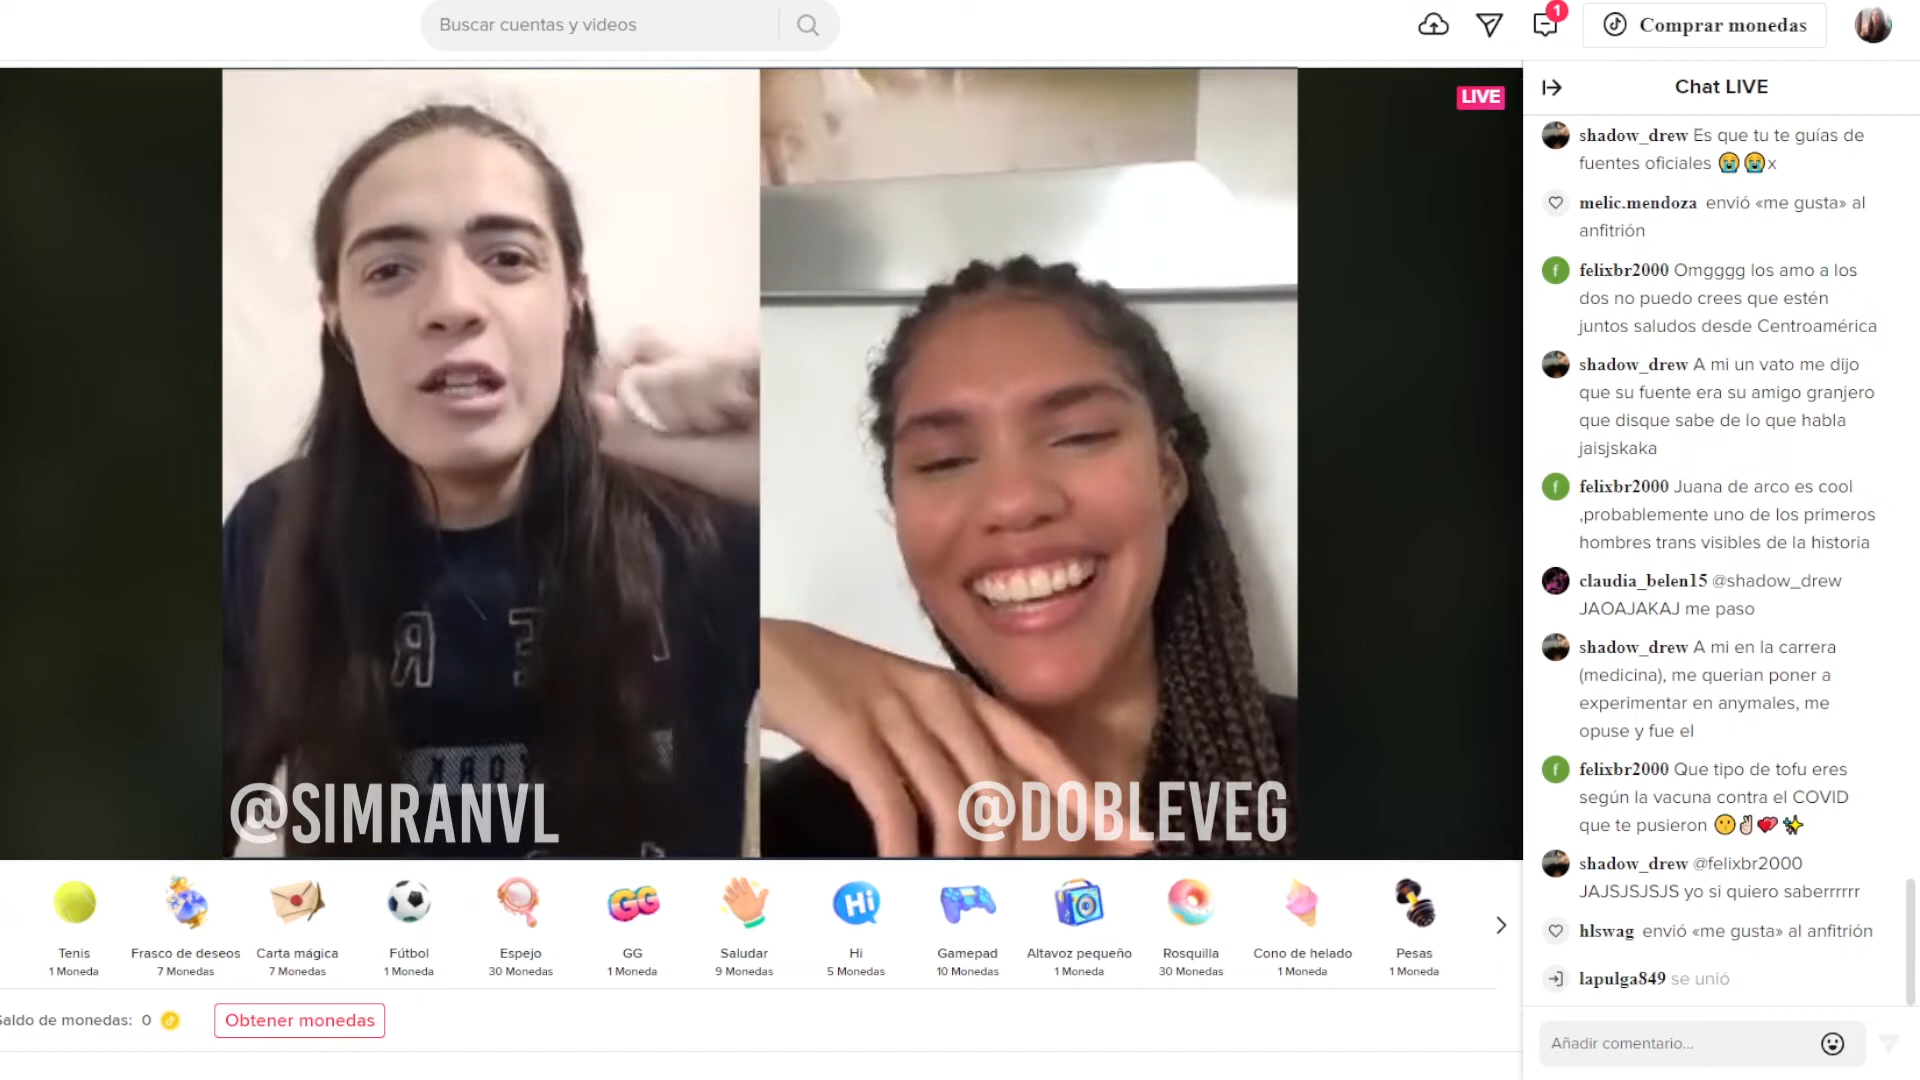 Buscar cuentas y videos
1
Comprar monedas
LIVE
@SIMRANVL
@DOBLEVEG
Chat LIVE
shadow_drew Es que tu te guías de
fuentes oficiales 😭😭x
melic.mendoza envió «me gusta» al
anfitrión
felixbr2000 Omgggg los amo a los
dos no puedo crees que estén
juntos saludos desde Centroamérica
shadow_drew A mi un vato me dijo
que su fuente era su amigo granjero
que disque sabe de lo que habla
jaisjskaka
felixbr2000 Juana de arco es cool
,probablemente uno de los primeros
hombres trans visibles de la historia
claudia_belen15 @shadow_drew
JAOAJAKAJ me paso
shadow_drew A mi en la carrera
(medicina), me querian poner a
experimentar en anymales, me
opuse y fue el
felixbr2000 Que tipo de tofu eres
según la vacuna contra el COVID
que te pusieron 😗✌🏻💖✨
shadow_drew @felixbr2000
JAJSJSJSJS yo si quiero saberrrrrr
hlswag envió «me gusta» al anfitrión
lapulga849 se unió
Añadir comentario...
GG
Hi
Tenis
1 Moneda
Frasco de deseos
7 Monedas
Carta mágica
7 Monedas
Fútbol
1 Moneda
Espejo
30 Monedas
GG
1 Moneda
Saludar
9 Monedas
Hi
5 Monedas
Gamepad
10 Monedas
Altavoz pequeño
1 Moneda
Rosquilla
30 Monedas
Cono de helado
1 Moneda
Pesas
1 Moneda
Saldo de monedas: 0
Obtener monedas